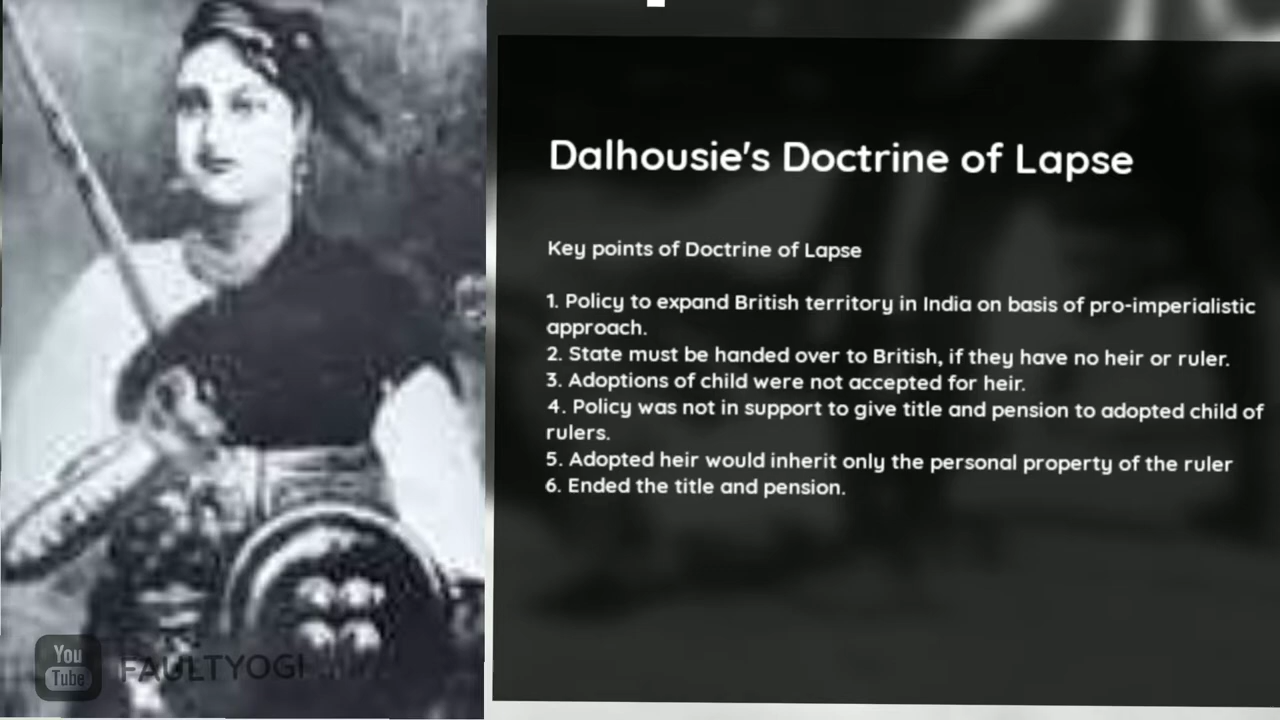 Dalhousie's Doctrine of Lapse
Key points of Doctrine of Lapse
1. Policy to expand British territory in India on basis of pro-imperialistic
approach.
2. State must be handed over to British, if they have no heir or ruler.
3. Adoptions of child were not accepted for heir.
4. Policy was not in support to give title and pension to adopted child of
rulers.
5. Adopted heir would inherit only the personal property of the ruler
6. Ended the title and pension.
You
Tube
FAULTYOGI